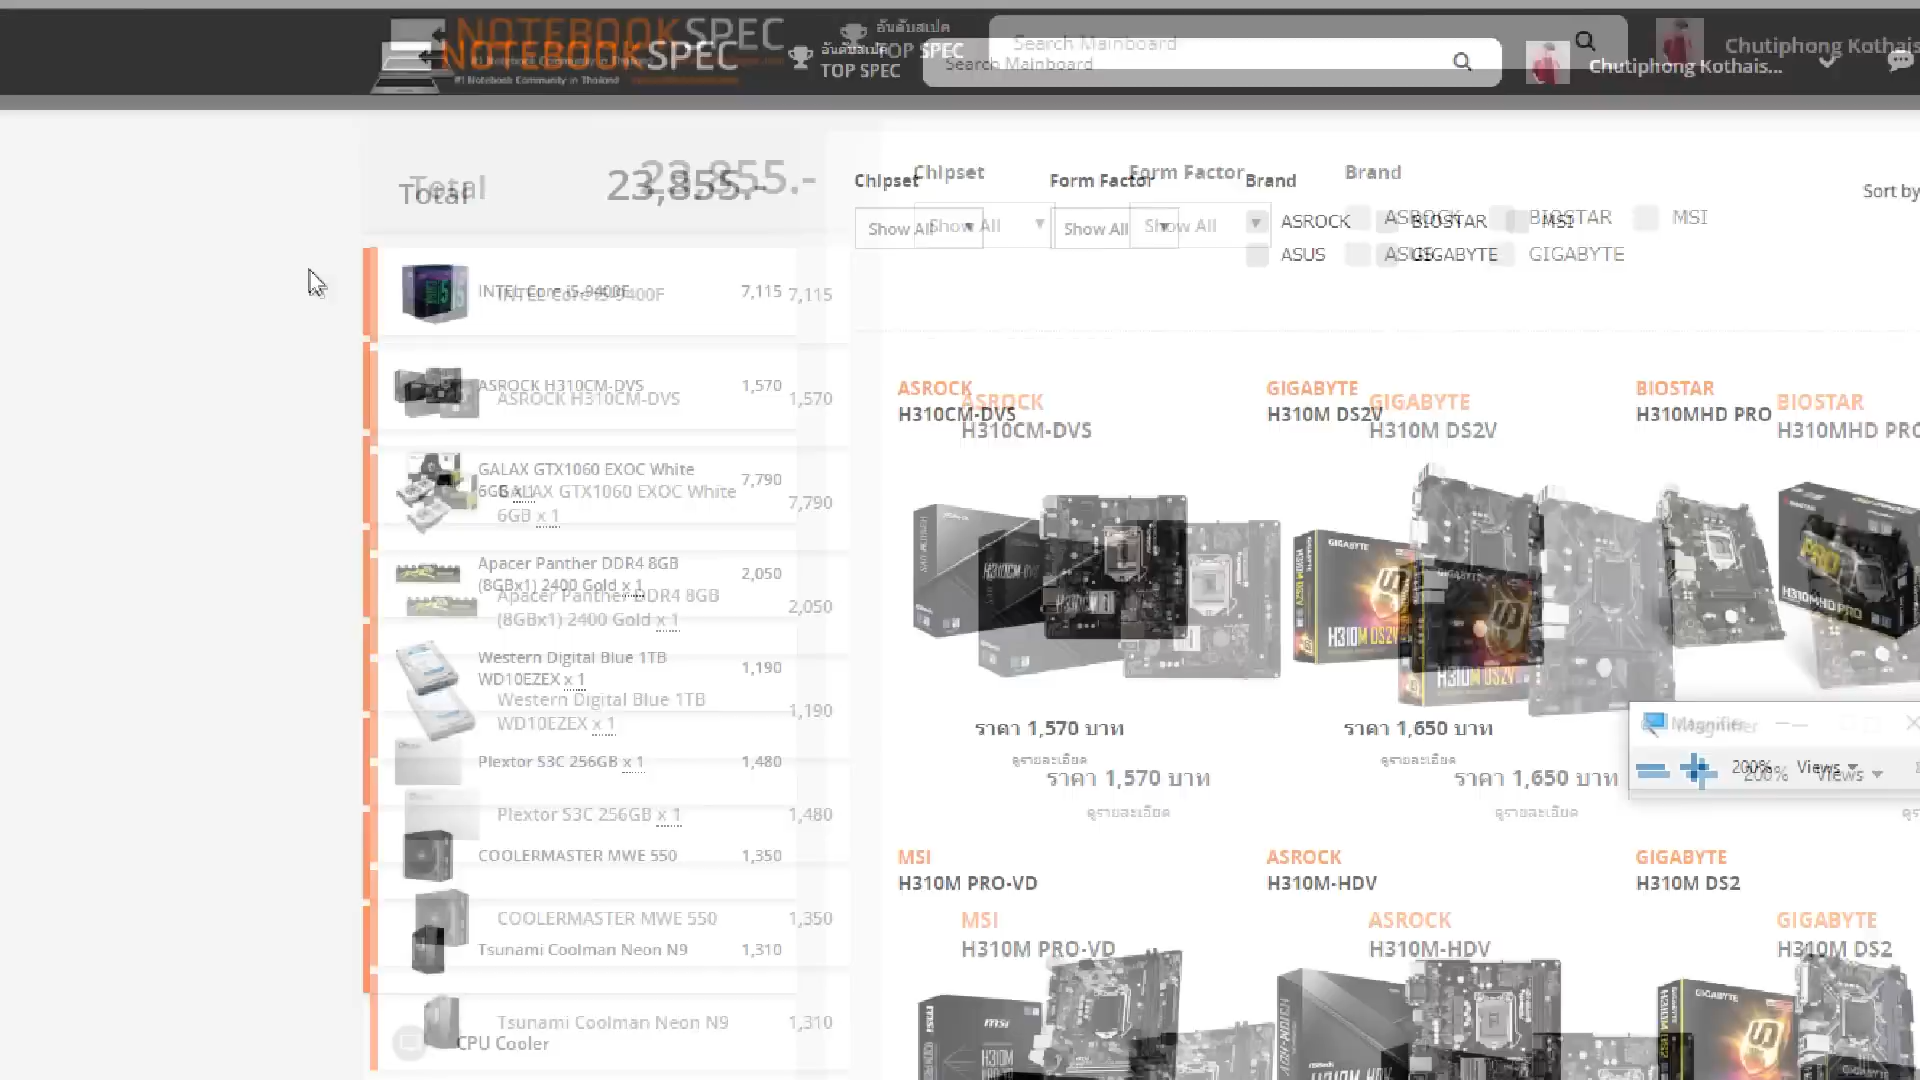 NOTEBOOKSPEC
#1 Notebook Community in Thailand
อันดับสเปค
TOP SPEC
Search Mainboard
Chutiphong Kothais...
Total
23,855.-
Chipset
Form Factor
Brand
Sort by
Show All
Show All
ASROCK
BIOSTAR
MSI
ASUS
GIGABYTE
INTEL Core i5-9400F
7,115
ASROCK H310CM-DVS
1,570
GALAX GTX1060 EXOC White
6GB x 1
7,790
Apacer Panther DDR4 8GB
(8GBx1) 2400 Gold x 1
2,050
Western Digital Blue 1TB
WD10EZEX x 1
1,190
Plextor S3C 256GB x 1
1,480
COOLERMASTER MWE 550
1,350
Tsunami Coolman Neon N9
1,310
CPU Cooler
ASROCK
H310CM-DVS
GIGABYTE
H310M DS2V
BIOSTAR
H310MHD PRO
ราคา 1,570 บาท
ดูรายละเอียด
ราคา 1,650 บาท
ดูรายละเอียด
Magnifier
200%
Views
MSI
H310M PRO-VD
ASROCK
H310M-HDV
GIGABYTE
H310M DS2